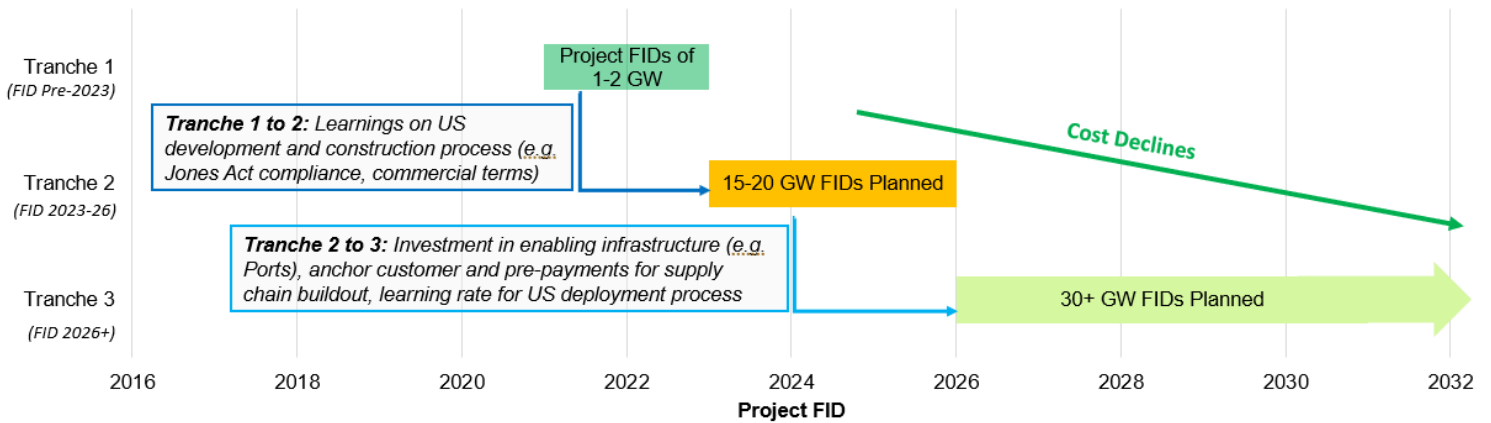 Tranche 1
(FID Pre-2023)
Project FIDs of
1-2 GW
Tranche 1 to 2: Learnings on US
development and construction process (e.g.
Jones Act compliance, commercial terms)
Cost Declines
Tranche 2
(FID 2023-26)
15-20 GW FIDs Planned
Tranche 2 to 3: Investment in enabling infrastructure (e.g.
Ports), anchor customer and pre-payments for supply
chain buildout, learning rate for US deployment process
Tranche 3
(FID 2026+)
30+ GW FIDs Planned
2016 2018 2020 2022 2024 2026 2028 2030 2032
Project FID